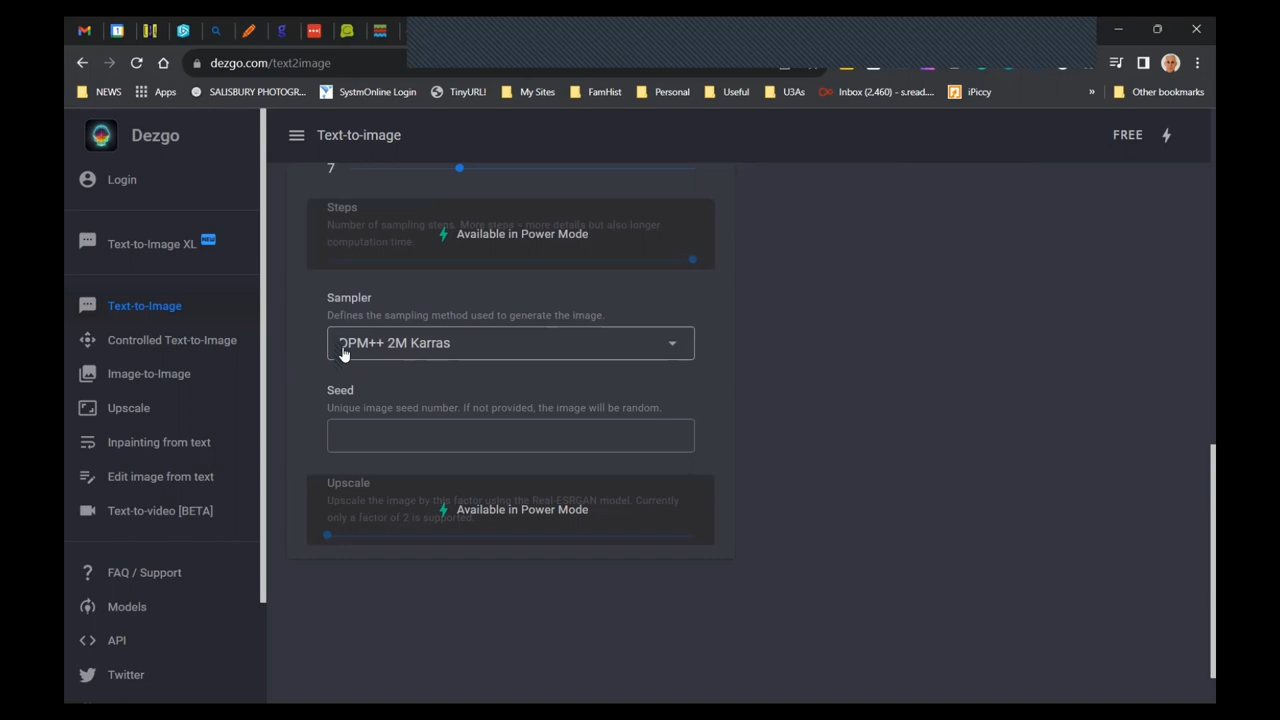 dezgo.com/text2image
NEWS
Apps
SALISBURY PHOTOGR...
SystmOnline Login
TinyURL!
My Sites
FamHist
Personal
Useful
U3As
Inbox (2,460) - s.read....
iPiccy
»
Other bookmarks
Dezgo
Text-to-image
FREE
Login
Text-to-Image XL NEW
Text-to-Image
Controlled Text-to-Image
Image-to-Image
Upscale
Inpainting from text
Edit image from text
Text-to-video [BETA]
FAQ / Support
Models
API
Twitter
7
Steps
Number of sampling steps. More steps = more details but also longer
computation time.
Available in Power Mode
Sampler
Defines the sampling method used to generate the image.
DPM++ 2M Karras
Seed
Unique image seed number. If not provided, the image will be random.
Upscale
Upscale the image by this factor using the Real-ESRGAN model. Currently
only a factor of 2 is supported.
Available in Power Mode